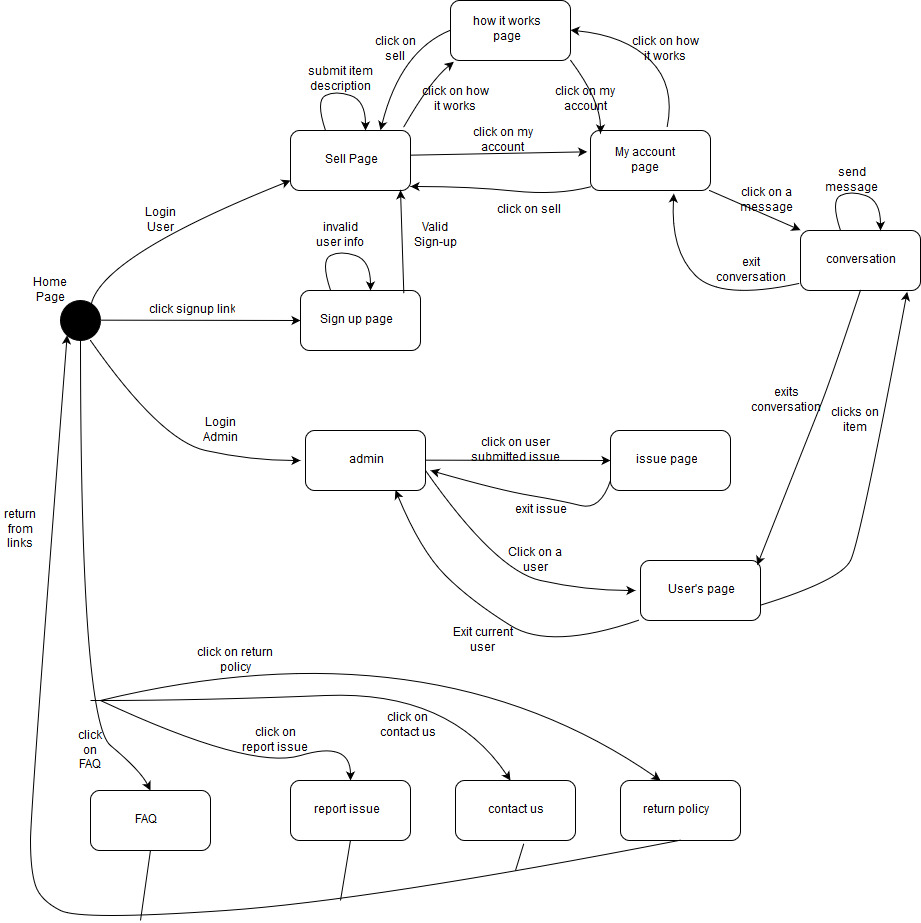 how it works
page
click on
sell
click on how
it works
submit item
description
click on how
it works
click on my
account
Sell Page
click on my
account
My account
page
click on sell
click on a
message
send
message
Login
User
invalid
user info
Valid
Sign-up
exit
conversation
conversation
Home
Page
click signup link
Sign up page
exits
conversation
clicks on
item
Login
Admin
admin
click on user
submitted issue
issue page
exit issue
return
from
links
Click on a
user
User's page
Exit current
user
click on return
policy
click on
contact us
click
on
FAQ
click on
report issue
FAQ
report issue
contact us
return policy